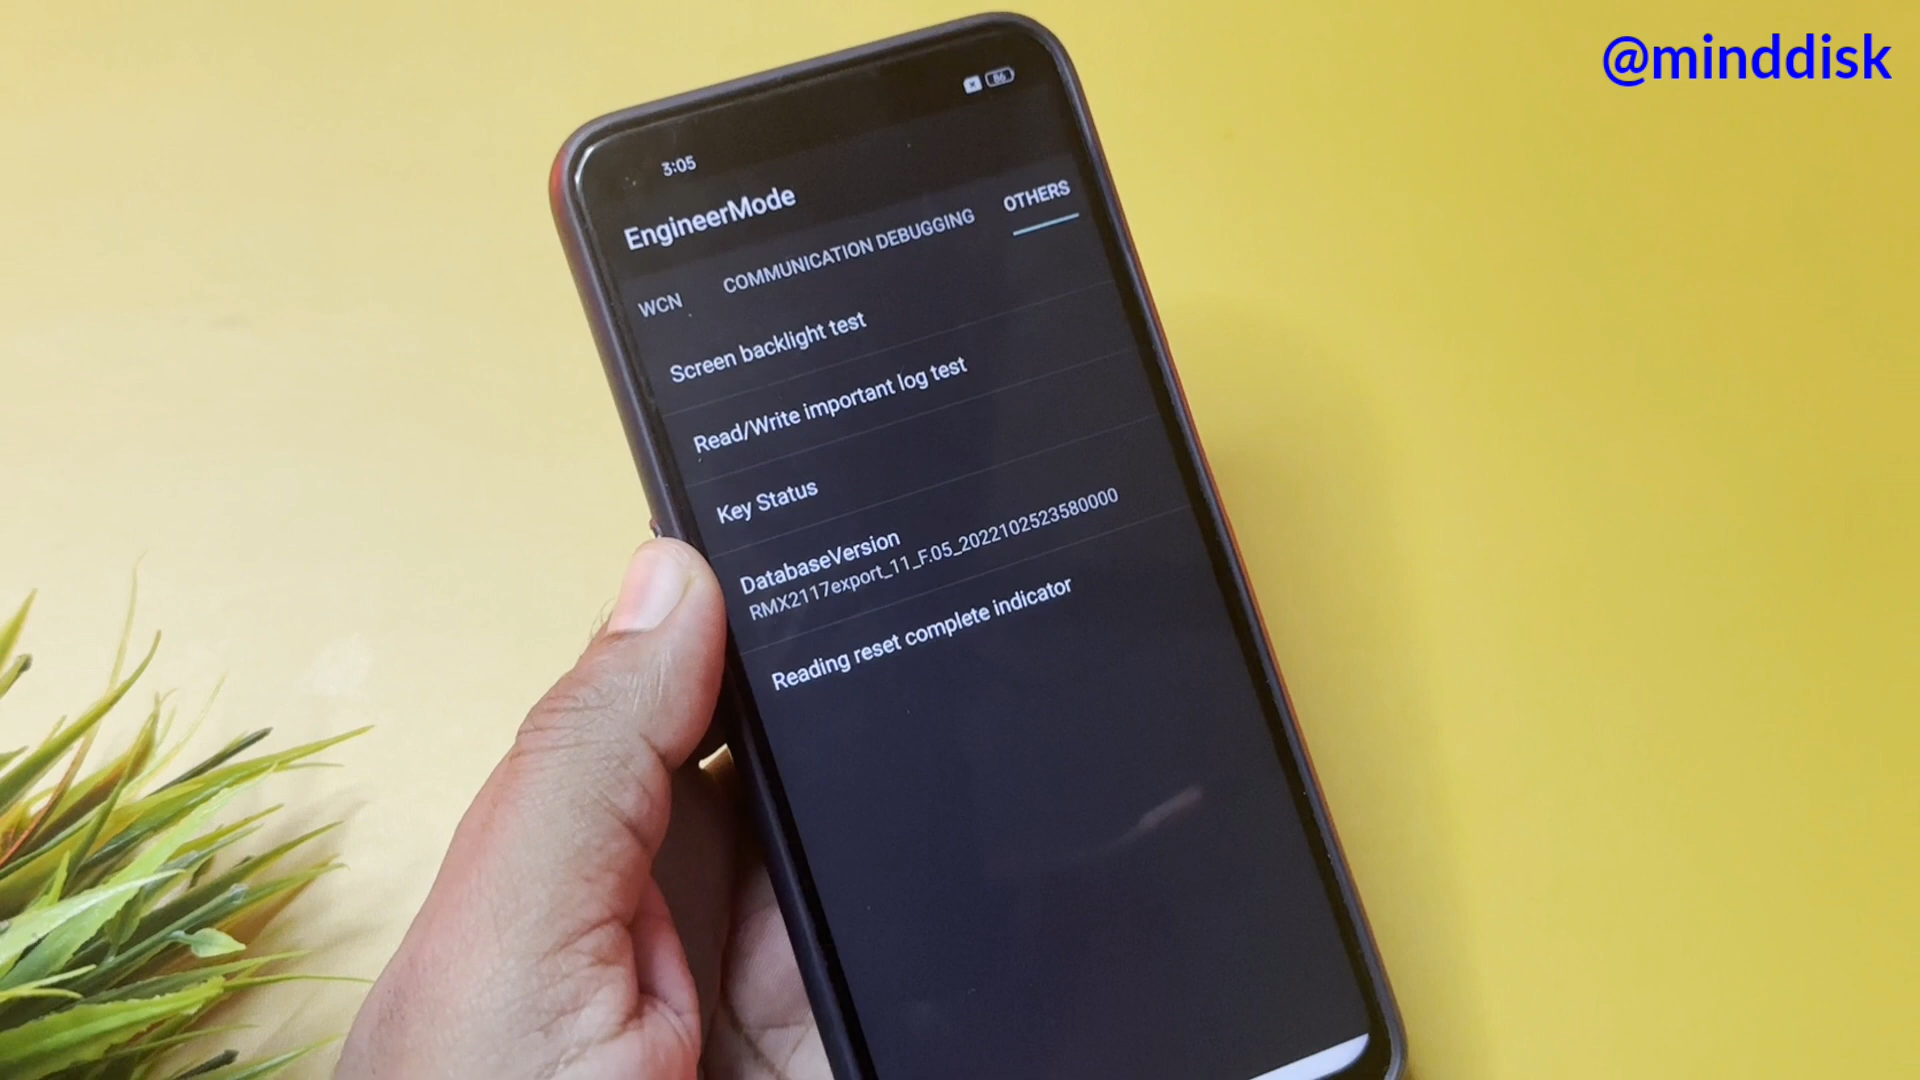 @minddisk
86
3:05
EngineerMode
WCN COMMUNICATION DEBUGGING OTHERS
Screen backlight test
Read/Write important log test
Key Status
DatabaseVersion
RMX2117export_11_F.05_2022102523580000
Reading reset complete indicator